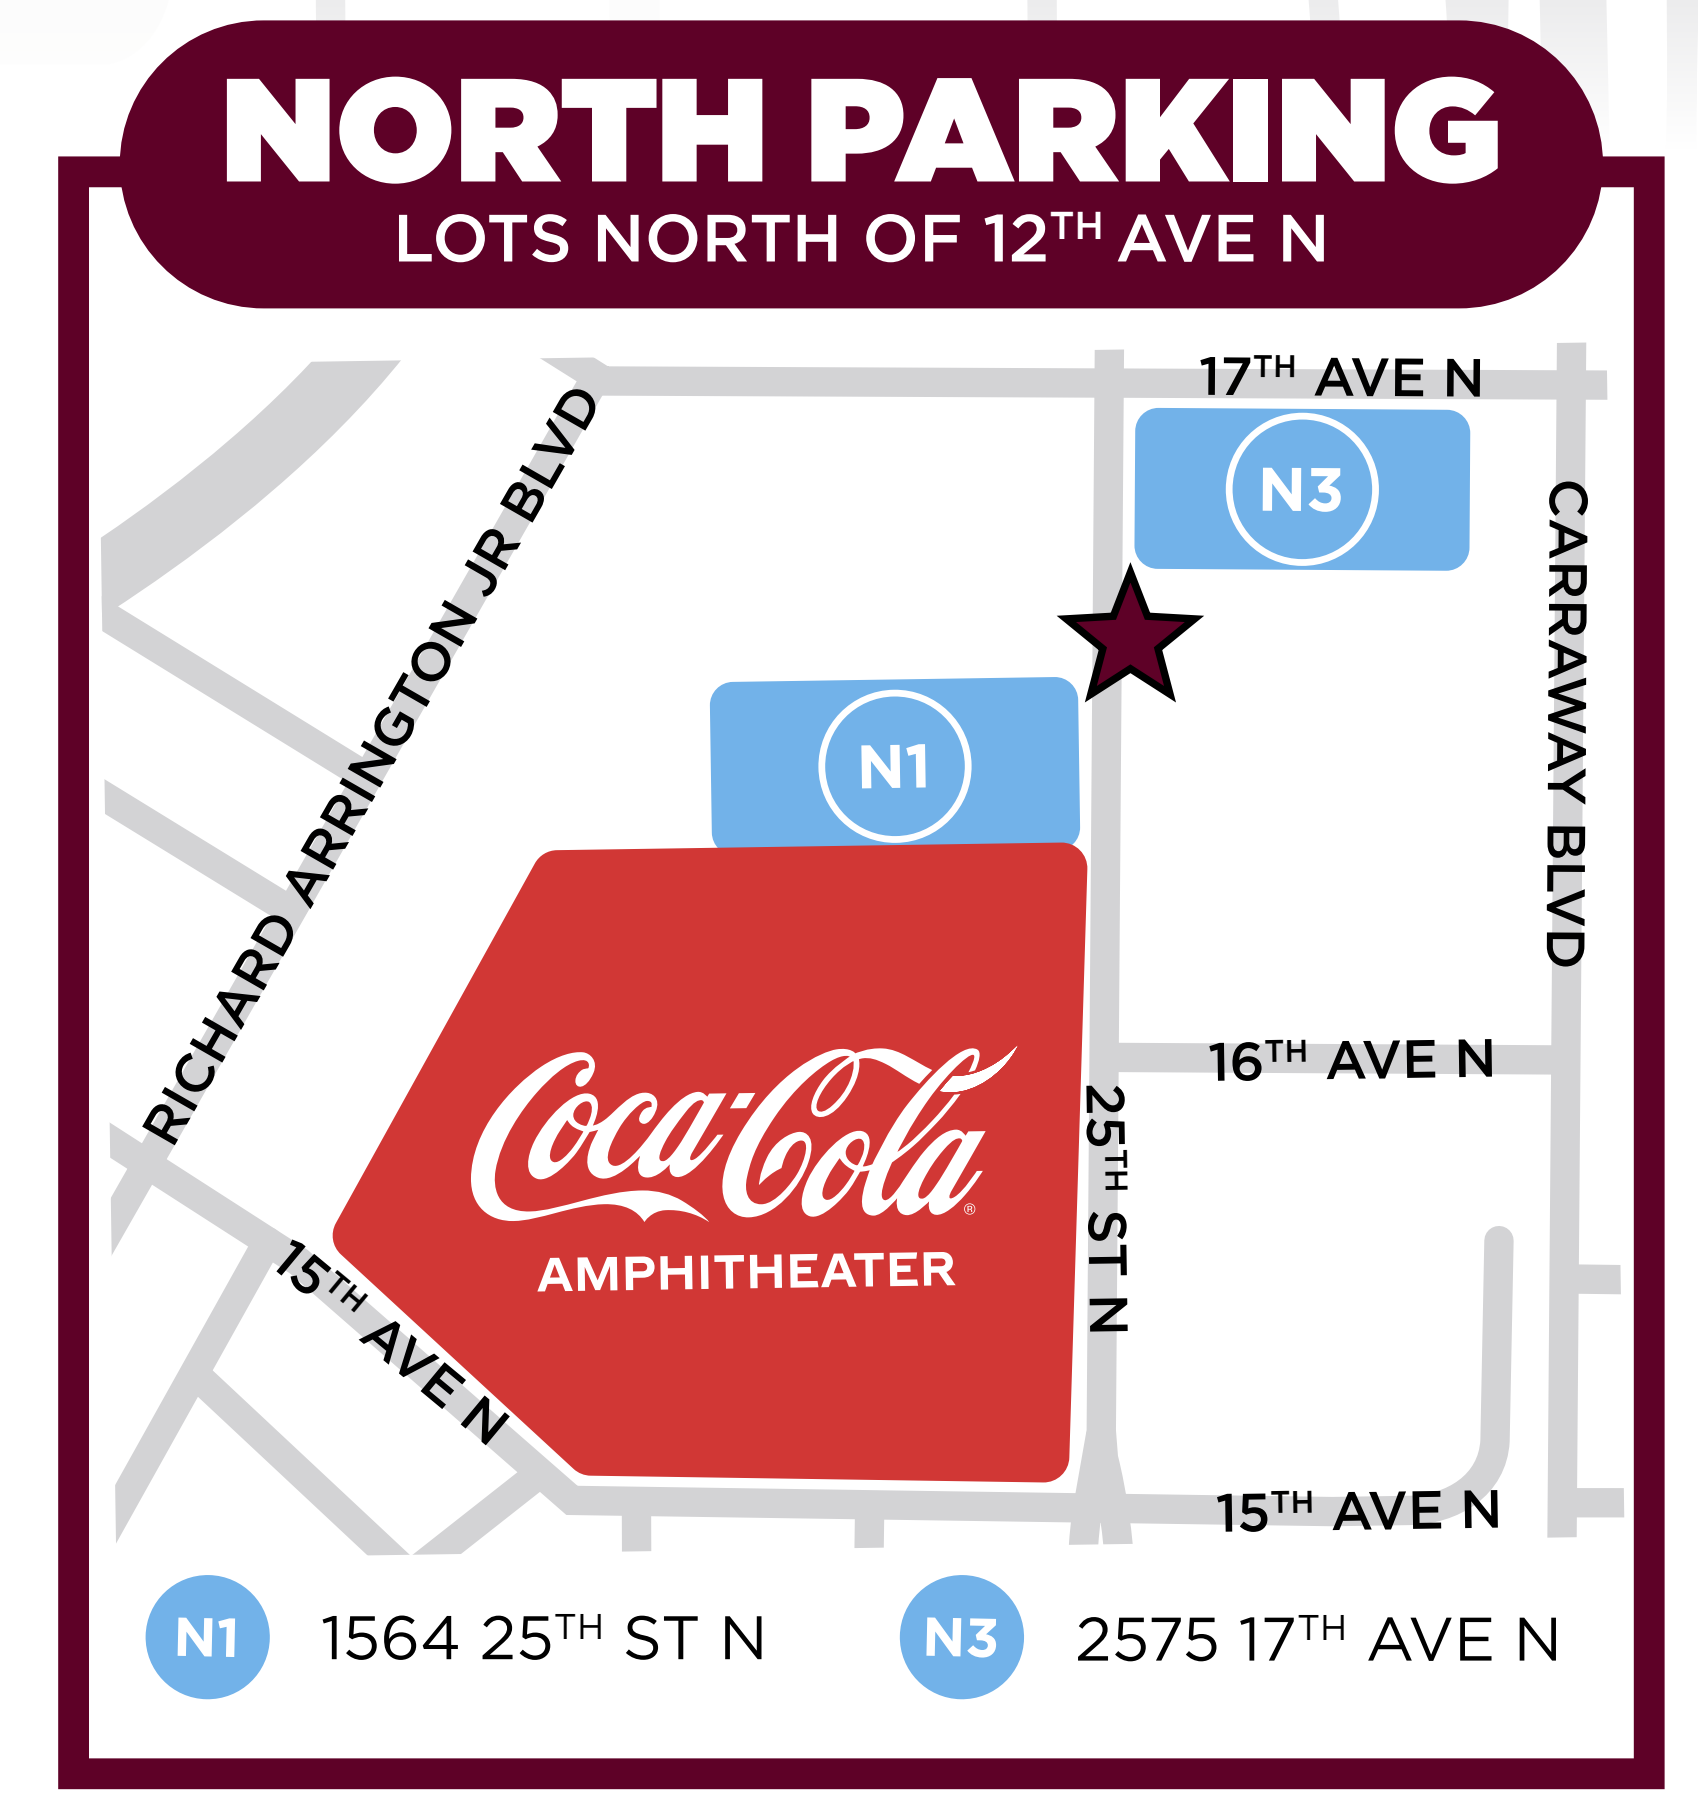 NORTH PARKING
LOTS NORTH OF 12TH AVE N
17TH AVE N
N3
RICHARD ARRINGTON JR BLVD
CARRAWAY BLVD
N1
16TH AVE N
Coca-Cola®
AMPHITHEATER
25TH ST N
15TH AVE N
15TH AVE N
N1 1564 25TH ST N
N3 2575 17TH AVE N